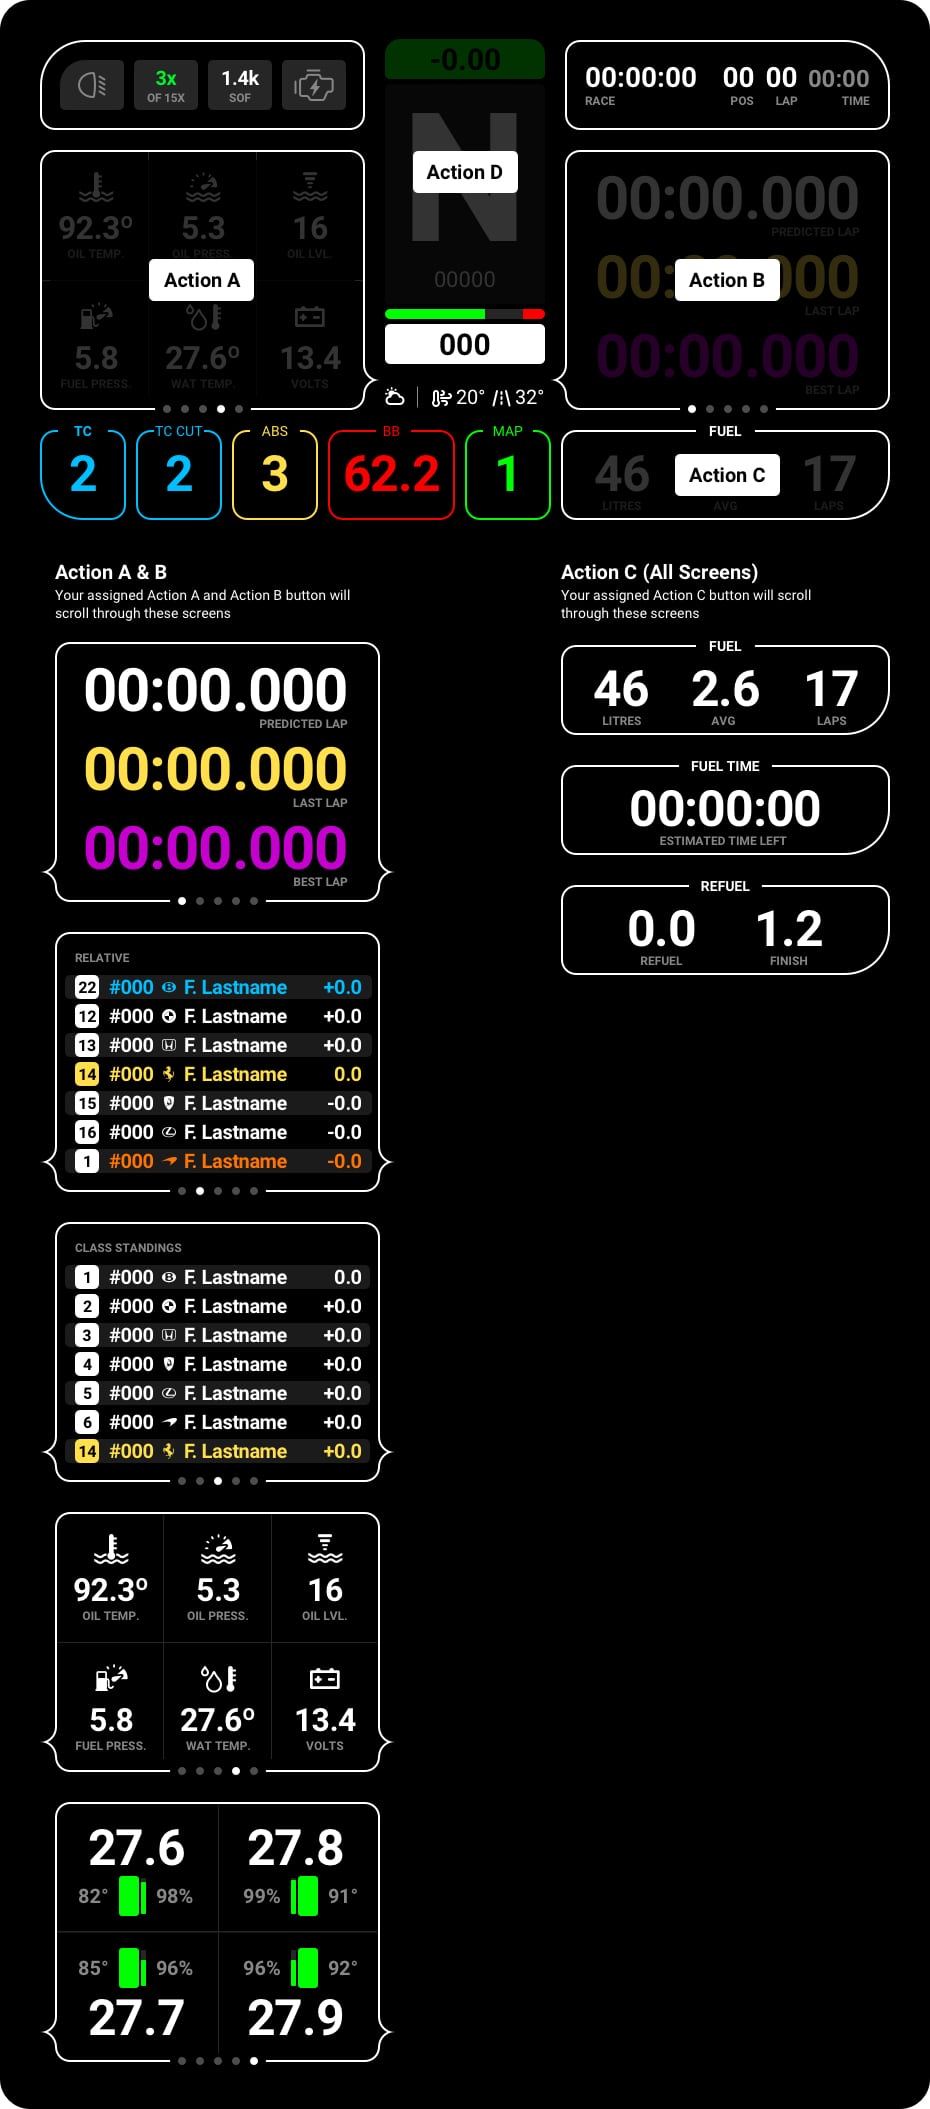 3x
OF 15X
1.4k
SOF
-0.00
00:00:00
RACE
00
POS
00
LAP
00:00
TIME
92.3º
OIL TEMP.
5.3
OIL PRESS.
16
OIL LVL.
Action A
5.8
FUEL PRESS.
27.6º
WAT TEMP.
13.4
VOLTS
N
Action D
00000
000
20° 32°
00:00.000
PREDICTED LAP
00:00.000
Action B
LAST LAP
00:00.000
BEST LAP
TC
2
TC CUT
2
ABS
3
BB
62.2
MAP
1
FUEL
46
LITRES
Action C
AVG
17
LAPS
Action A & B
Your assigned Action A and Action B button will
scroll through these screens
00:00.000
PREDICTED LAP
00:00.000
LAST LAP
00:00.000
BEST LAP
RELATIVE
22 #000 F. Lastname +0.0
12 #000 F. Lastname +0.0
13 #000 F. Lastname +0.0
14 #000 F. Lastname 0.0
15 #000 F. Lastname -0.0
16 #000 F. Lastname -0.0
1 #000 F. Lastname -0.0
CLASS STANDINGS
1 #000 F. Lastname 0.0
2 #000 F. Lastname +0.0
3 #000 F. Lastname +0.0
4 #000 F. Lastname +0.0
5 #000 F. Lastname +0.0
6 #000 F. Lastname +0.0
14 #000 F. Lastname +0.0
92.3º
OIL TEMP.
5.3
OIL PRESS.
16
OIL LVL.
5.8
FUEL PRESS.
27.6º
WAT TEMP.
13.4
VOLTS
27.6
82° 98%
27.8
99% 91°
85° 96%
27.7
96% 92°
27.9
Action C (All Screens)
Your assigned Action C button will scroll
through these screens
FUEL
46 2.6 17
LITRES AVG LAPS
FUEL TIME
00:00:00
ESTIMATED TIME LEFT
REFUEL
0.0 1.2
REFUEL FINISH